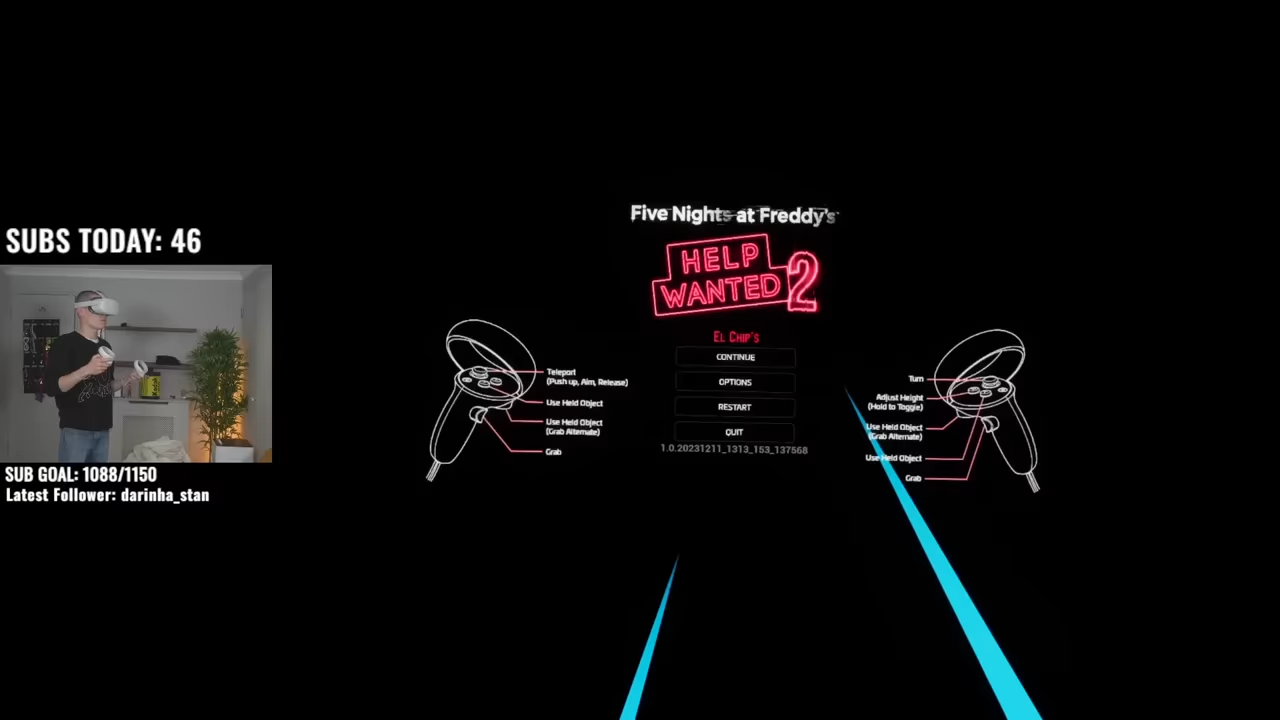 SUBS TODAY: 46
SUB GOAL: 1088/1150
Latest Follower: darinha_stan
Five Nights at Freddy's
HELP
WANTED 2
EL CHIP'S
CONTINUE
OPTIONS
RESTART
QUIT
1.0.20231211_1313_153_137568
Teleport
(Push up, Aim, Release)
Use Held Object
Use Held Object
(Grab Alternate)
Grab
Turn
Adjust Height
(Hold to Toggle)
Use Held Object
(Grab Alternate)
Use Held Object
Grab